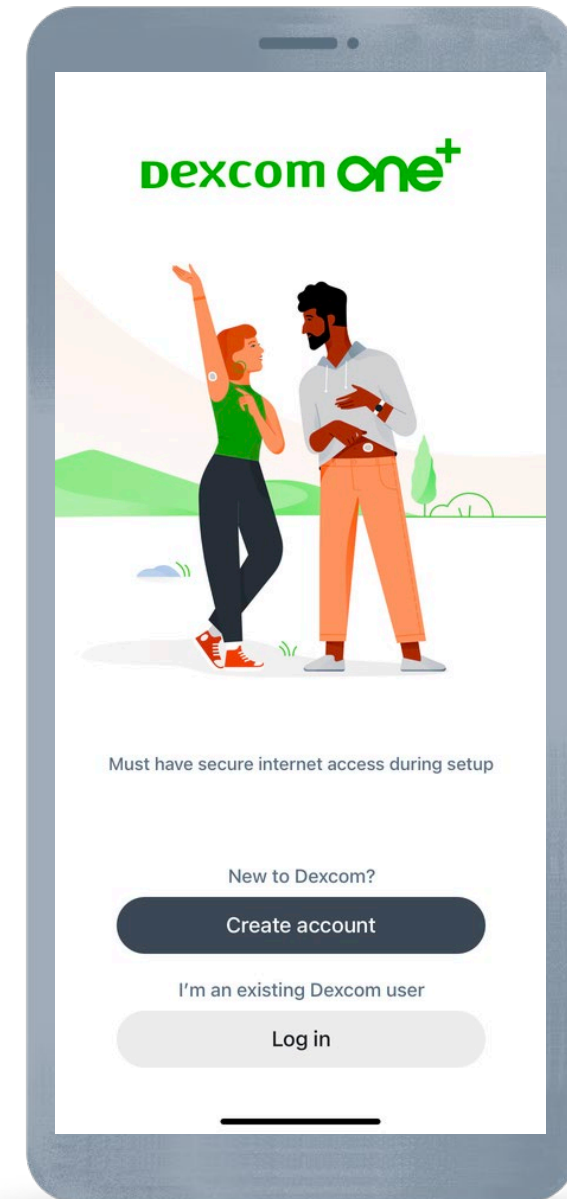 Dexcom one+
Must have secure internet access during setup
New to Dexcom?
Create account
I'm an existing Dexcom user
Log in